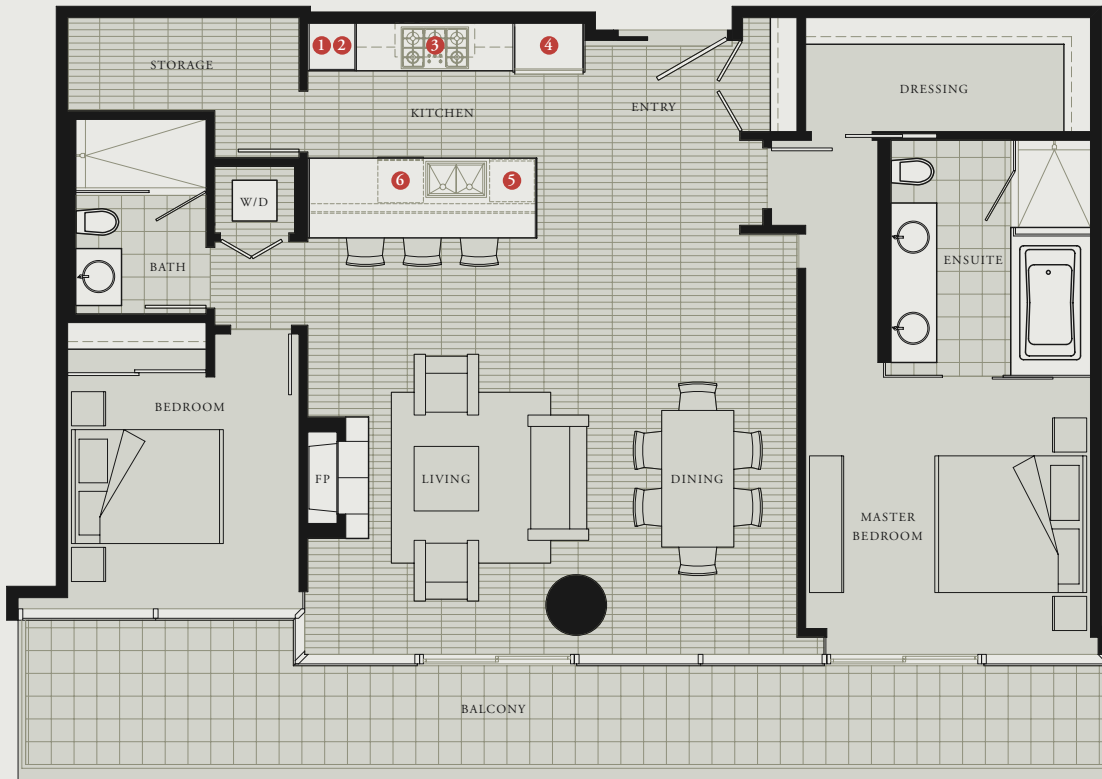 STORAGE
1 2
3
4
KITCHEN
ENTRY
DRESSING
6
5
W/D
BATH
ENSUITE
BEDROOM
FP
LIVING
DINING
MASTER
BEDROOM
BALCONY